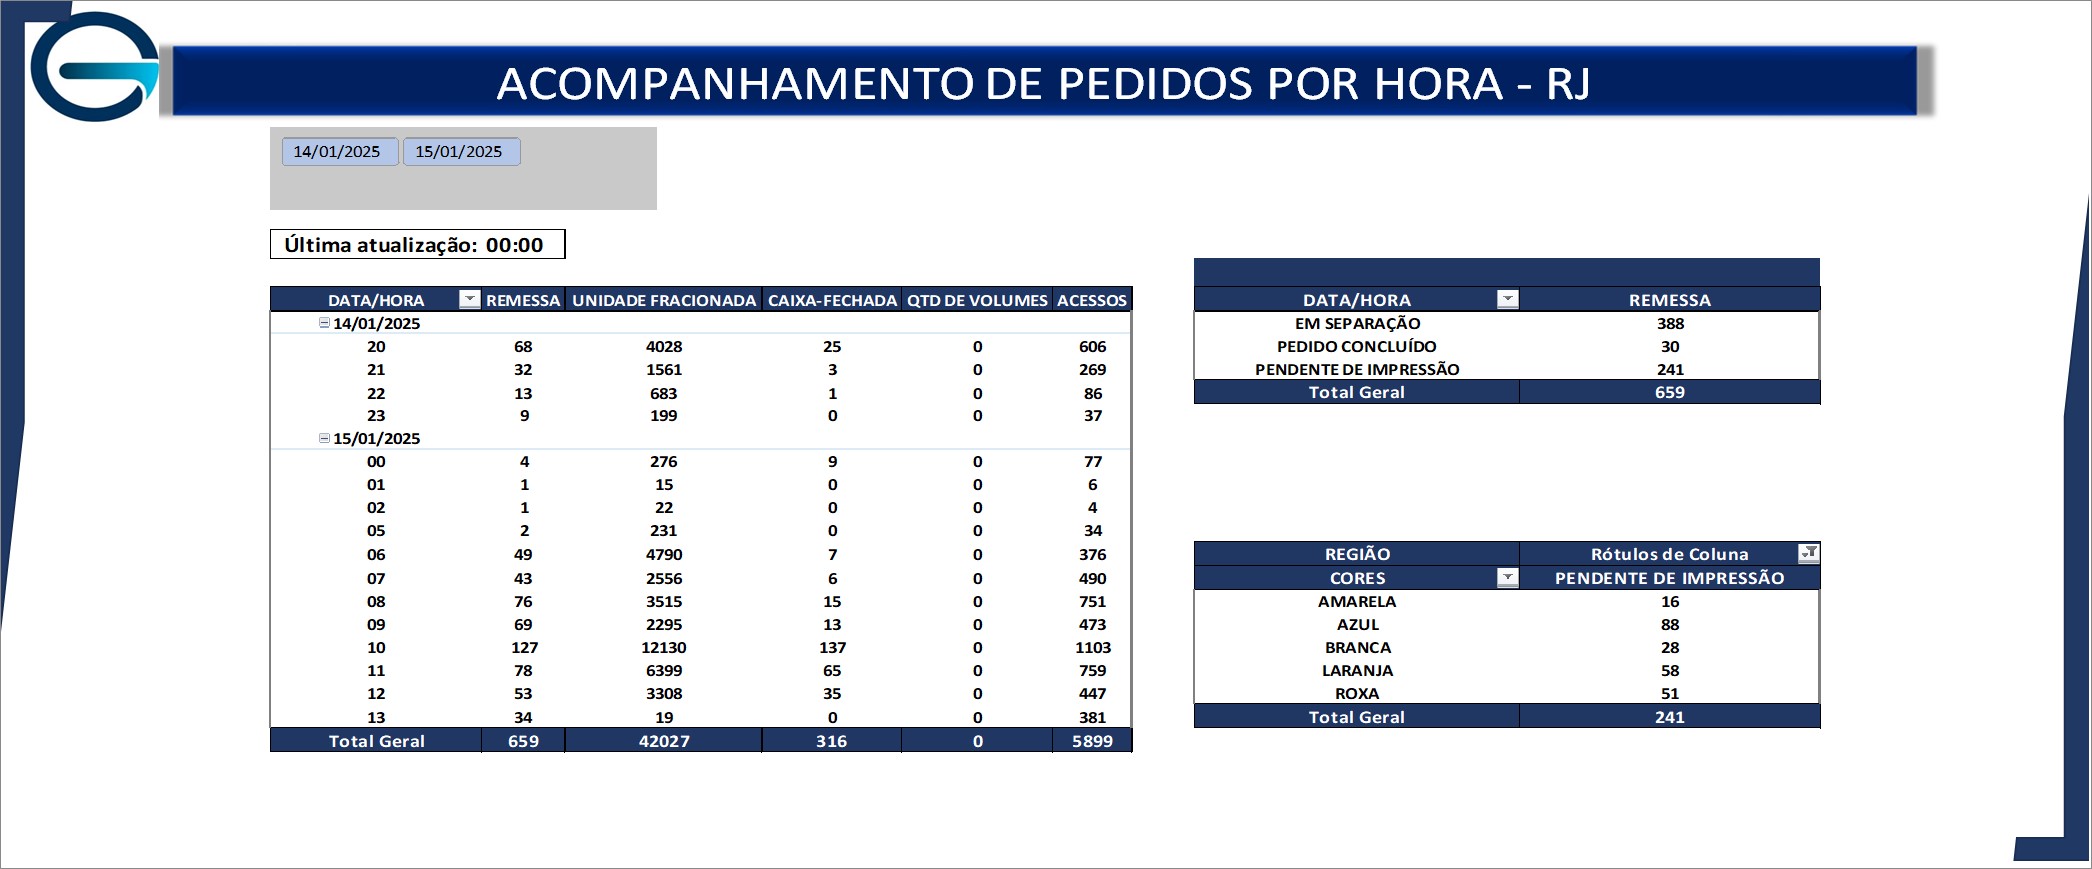 ACOMPANHAMENTO DE PEDIDOS POR HORA - RJ
14/01/2025 15/01/2025
Última atualização: 00:00
DATA/HORA REMESSA UNIDADE FRACIONADA CAIXA-FECHADA QTD DE VOLUMES ACESSOS
14/01/2025
20 68 4028 25 0 606
21 32 1561 3 0 269
22 13 683 1 0 86
23 9 199 0 0 37
15/01/2025
00 4 276 9 0 77
01 1 15 0 0 6
02 1 22 0 0 4
05 2 231 0 0 34
06 49 4790 7 0 376
07 43 2556 6 0 490
08 76 3515 15 0 751
09 69 2295 13 0 473
10 127 12130 137 0 1103
11 78 6399 65 0 759
12 53 3308 35 0 447
13 34 19 0 0 381
Total Geral 659 42027 316 0 5899
DATA/HORA REMESSA
EM SEPARAÇÃO 388
PEDIDO CONCLUÍDO 30
PENDENTE DE IMPRESSÃO 241
Total Geral 659
REGIÃO Rótulos de Coluna
CORES PENDENTE DE IMPRESSÃO
AMARELA 16
AZUL 88
BRANCA 28
LARANJA 58
ROXA 51
Total Geral 241